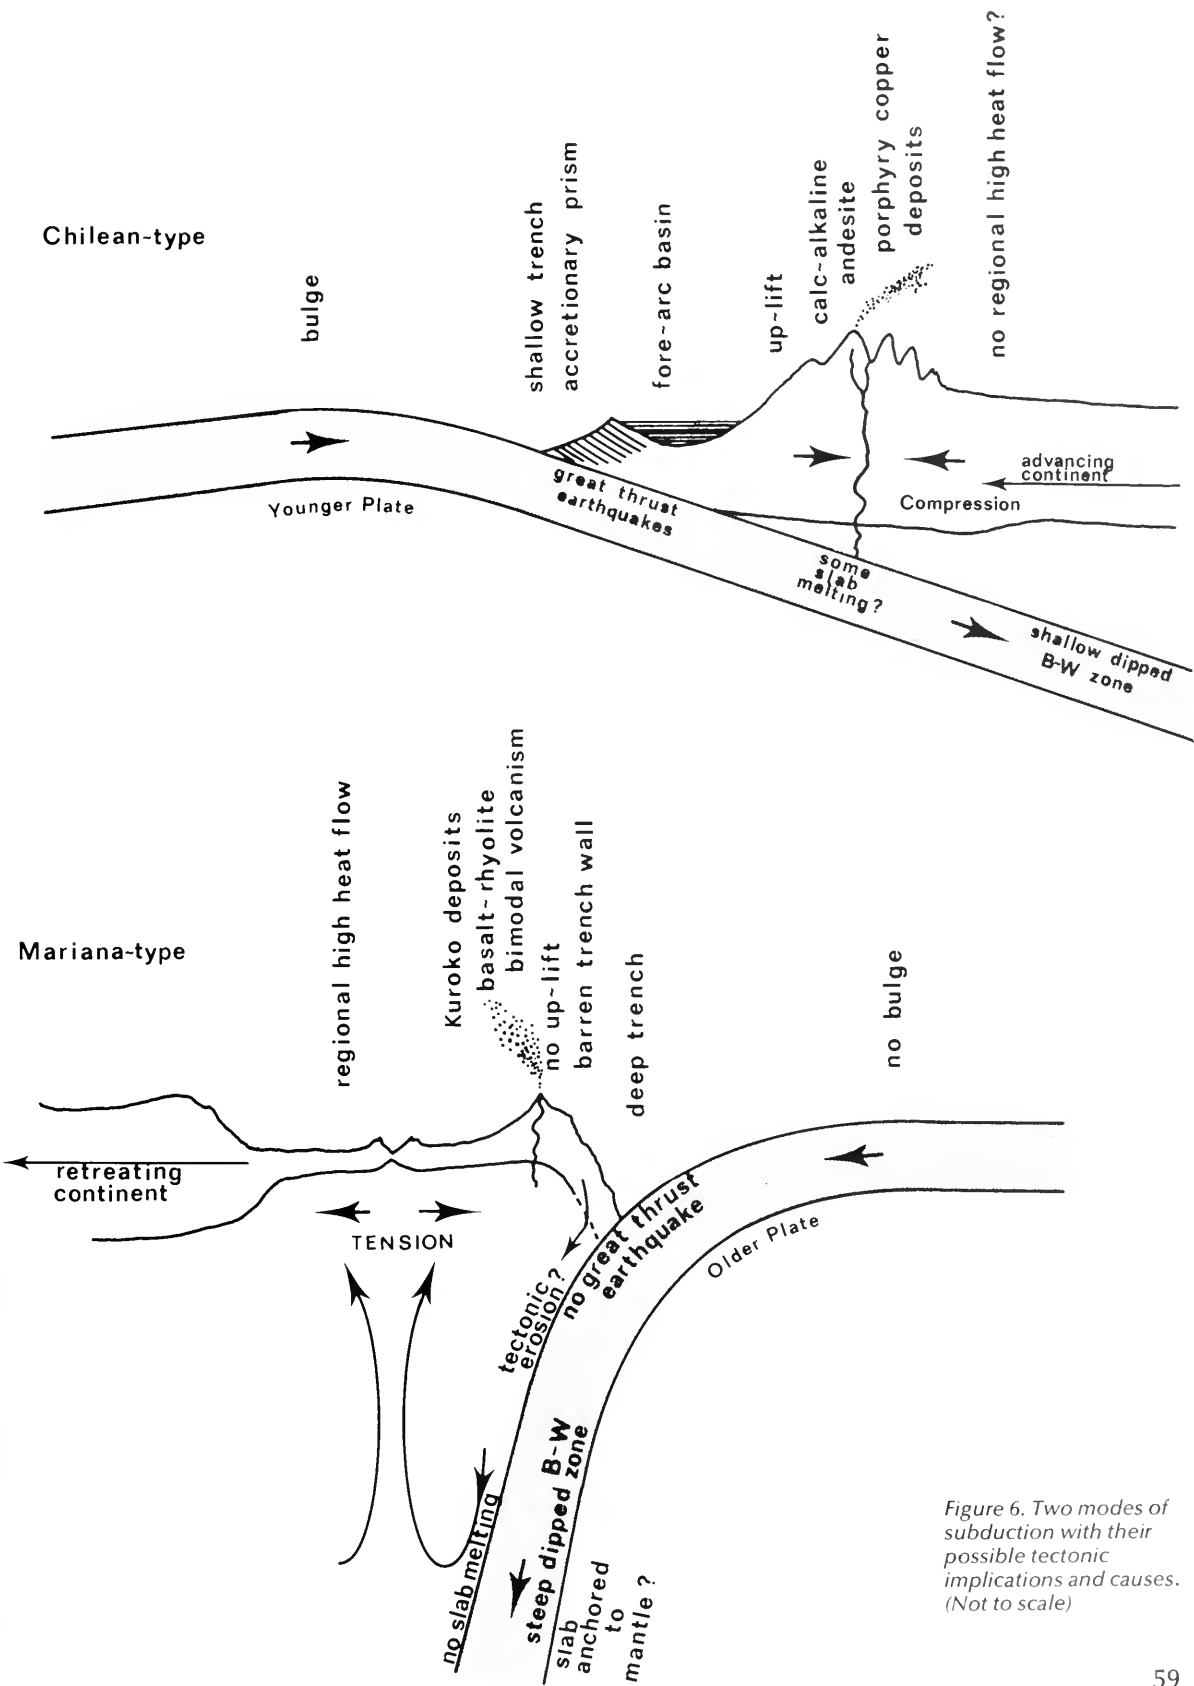 Chilean-type
bulge
shallow trench
accretionary prism
fore-arc basin
up-lift
calc-alkaline
andesite
porphyry copper
deposits
no regional high heat flow?
Younger Plate
great thrust
earthquakes
advancing
continent
Compression
some
slab
melting?
shallow dipped
B-W zone
Mariana-type
regional high heat flow
Kuroko deposits
basalt-rhyolite
bimodal volcanism
no up-lift
barren trench wall
deep trench
no bulge
retreating
continent
TENSION
tectonic
erosion?
no great thrust
earthquake
Older Plate
no slab melting
steep dipped B-W
zone
slab
anchored
to
mantle?
Figure 6. Two modes of
subduction with their
possible tectonic
implications and causes.
(Not to scale)
59